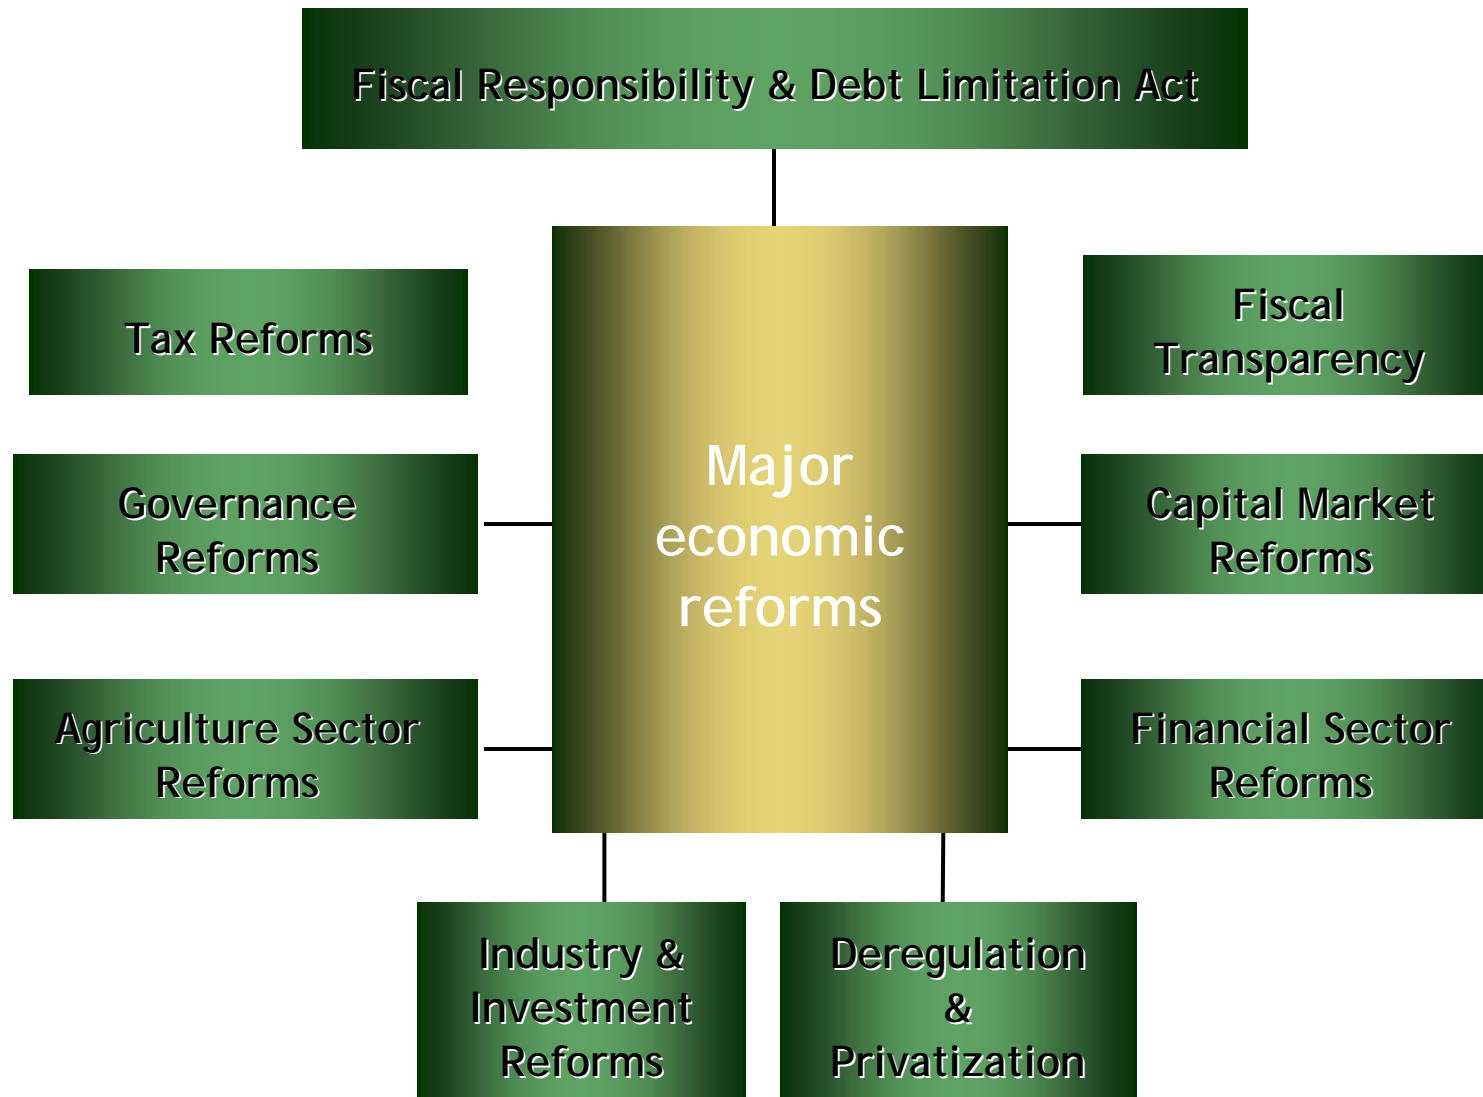 Fiscal Responsibility & Debt Limitation Act
Tax Reforms
Fiscal
Transparency
Major
economic
reforms
Governance
Reforms
Capital Market
Reforms
Agriculture Sector
Reforms
Financial Sector
Reforms
Industry &
Investment
Reforms
Deregulation
&
Privatization